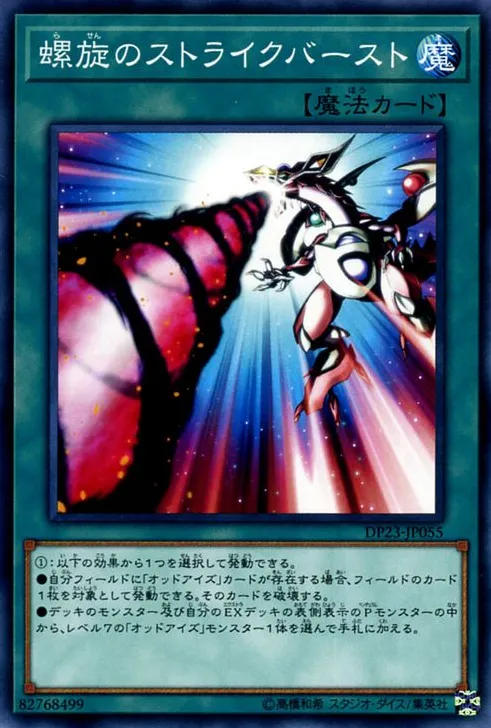 螺旋のストライクバースト 魔
【魔法カード】
DP23-JP055
①:以下の効果から1つを選択して発動できる。
●自分フィールドに「オッドアイズ」カードが存在する場合、フィールドのカード
1枚を対象として発動できる。そのカードを破壊する。
●デッキのモンスター及び自分のEXデッキの表側表示のPモンスターの中
から、レベル7の「オッドアイズ」モンスター1体を選んで手札に加える。
82768499 ©高橋和希 スタジオ・ダイス/集英社